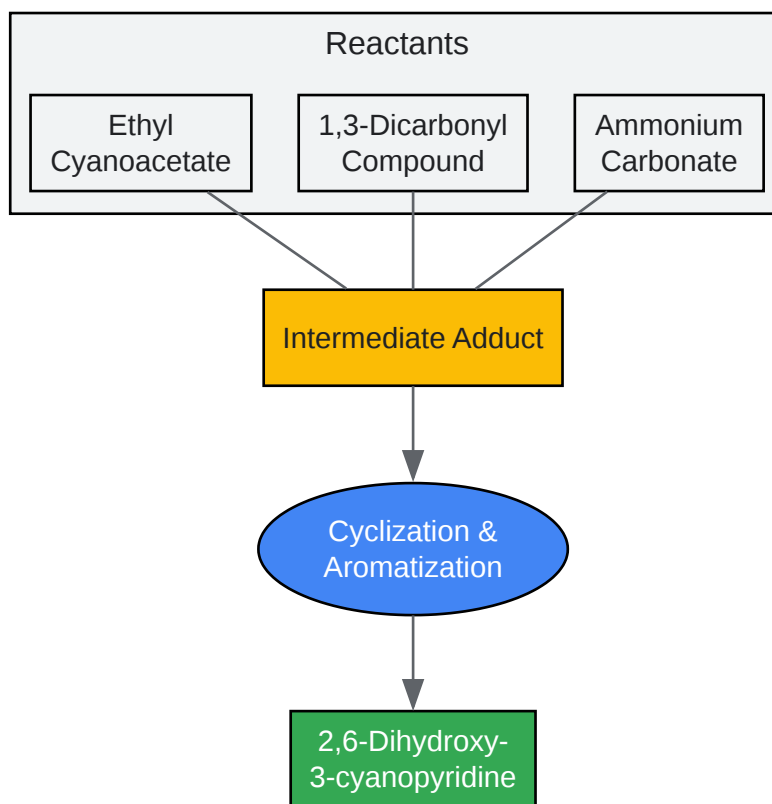 Reactants
Ethyl
Cyanoacetate
1,3-Dicarbonyl
Compound
Ammonium
Carbonate
Intermediate Adduct
Cyclization &
Aromatization
2,6-Dihydroxy-
3-cyanopyridine